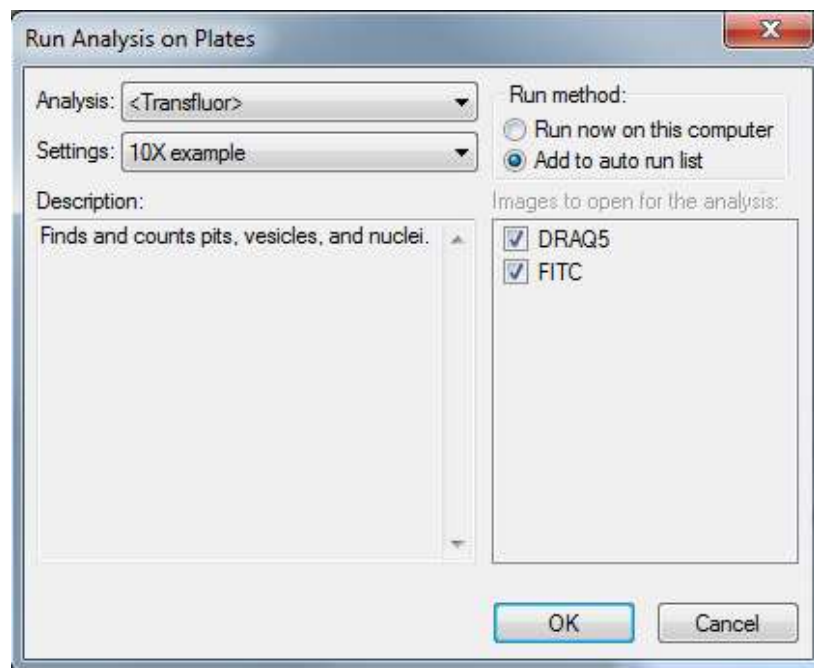 Run Analysis on Plates
Analysis: <Transfluor>
Settings: 10X example
Description:
Finds and counts pits, vesicles, and nuclei.
Run method:
Run now on this computer
Add to auto run list
Images to open for the analysis:
DRAQ5
FITC
OK
Cancel